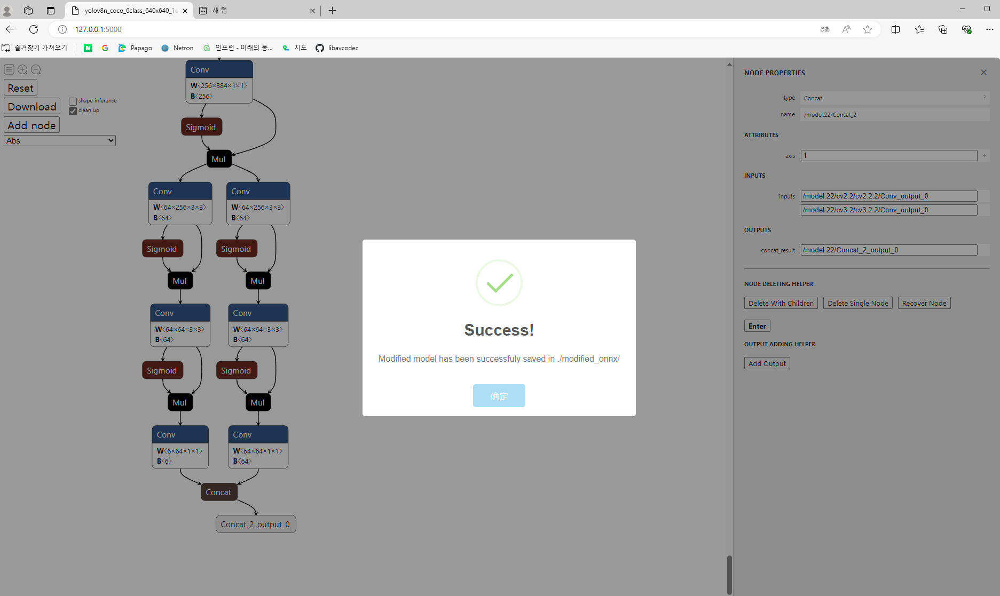 yolov8n_coco_6class_640x640_1c
새 탭
127.0.0.1:5000
즐겨찾기 가져오기
N
G
Papago
Netron
인프런 - 미래의 동...
지도
libavcodec
Reset
Download
shape inference
clean up
Add node
Abs
Conv
W〈256×384×1×1〉
B〈256〉
Sigmoid
Mul
Conv
Conv
W〈64×256×3×3〉
W〈64×256×3×3〉
B〈64〉
B〈64〉
Sigmoid
Sigmoid
Mul
Mul
Conv
Conv
W〈64×64×3×3〉
W〈64×64×3×3〉
B〈64〉
B〈64〉
Sigmoid
Sigmoid
Mul
Mul
Conv
Conv
W〈6×64×1×1〉
W〈64×64×1×1〉
B〈6〉
B〈64〉
Concat
Concat_2_output_0
Success!
Modified model has been successfuly saved in ./modified_onnx/
确定
NODE PROPERTIES
type
Concat
?
name
/model.22/Concat_2
ATTRIBUTES
axis
1
+
INPUTS
inputs
/model.22/cv2.2/cv2.2.2/Conv_output_0
/model.22/cv3.2/cv3.2.2/Conv_output_0
OUTPUTS
concat_result
/model.22/Concat_2_output_0
NODE DELETING HELPER
Delete With Children
Delete Single Node
Recover Node
Enter
OUTPUT ADDING HELPER
Add Output